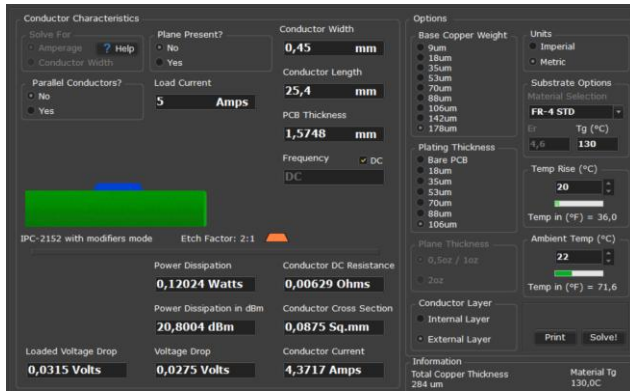 Conductor Characteristics
Solve For
Amperage
? Help
Conductor Width
Plane Present?
No
Yes
Parallel Conductors?
No
Yes
Load Current
5 Amps
Conductor Width
0,45 mm
Conductor Length
25,4 mm
PCB Thickness
1,5748 mm
Frequency
DC
DC
IPC-2152 with modifiers mode
Etch Factor: 2:1
Power Dissipation
0,12024 Watts
Conductor DC Resistance
0,00629 Ohms
Power Dissipation in dBm
20,8004 dBm
Conductor Cross Section
0,0875 Sq.mm
Loaded Voltage Drop
0,0315 Volts
Voltage Drop
0,0275 Volts
Conductor Current
4,3717 Amps
Options
Base Copper Weight
9um
18um
35um
53um
70um
88um
106um
142um
178um
Plating Thickness
Bare PCB
18um
35um
53um
70um
88um
106um
Plane Thickness
0,5oz / 1oz
2oz
Conductor Layer
Internal Layer
External Layer
Units
Imperial
Metric
Substrate Options
Material Selection
FR-4 STD
Er
Tg (°C)
4,6
130
Temp Rise (°C)
20
Temp in (°F) = 36,0
Ambient Temp (°C)
22
Temp in (°F) = 71,6
Print
Solve!
Information
Total Copper Thickness
284 um
Material Tg
130,0C